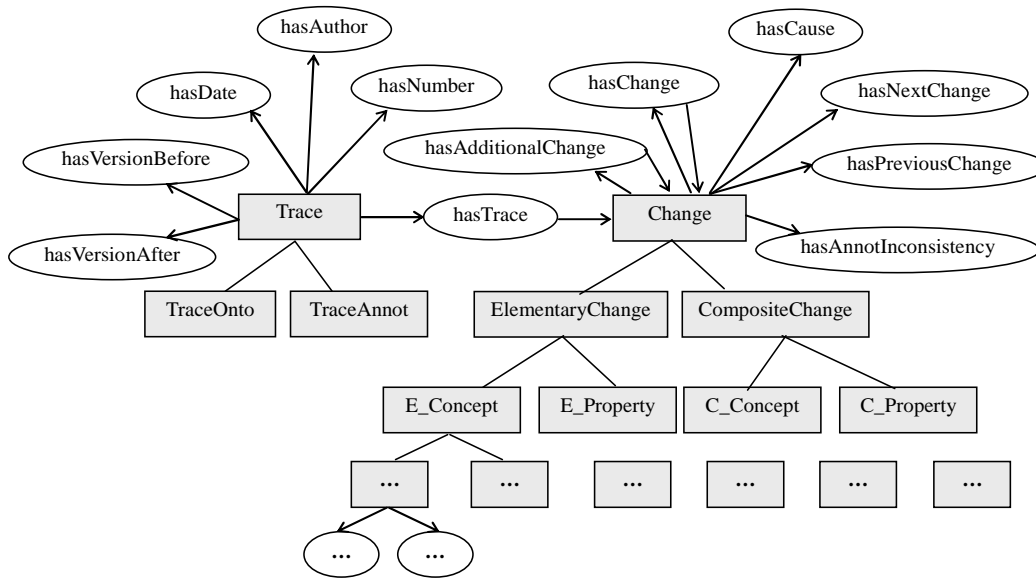 hasAuthor
hasCause
hasDate
hasNumber
hasChange
hasNextChange
hasVersionBefore
hasAdditionalChange
hasPreviousChange
Trace
hasTrace
Change
hasVersionAfter
hasAnnotInconsistency
TraceOnto
TraceAnnot
ElementaryChange
CompositeChange
E_Concept
E_Property
C_Concept
C_Property
...
...
...
...
...
...
...
...